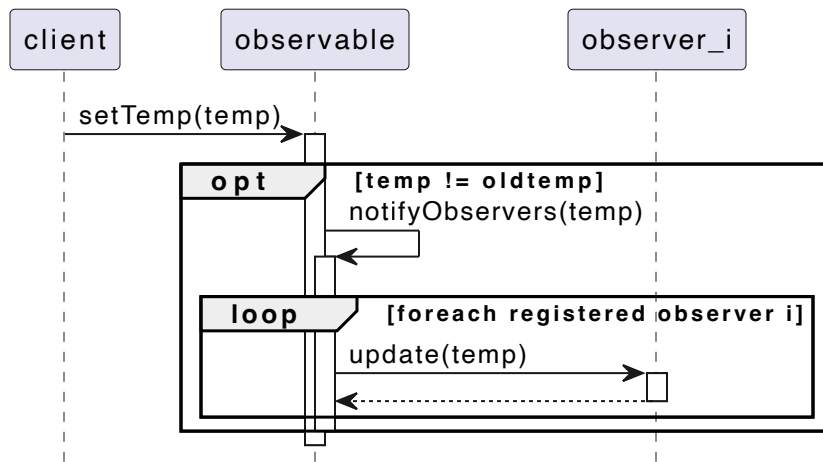 client observable observer_i
setTemp(temp)
opt [temp != oldtemp]
notifyObservers(temp)
loop [foreach registered observer i]
update(temp)